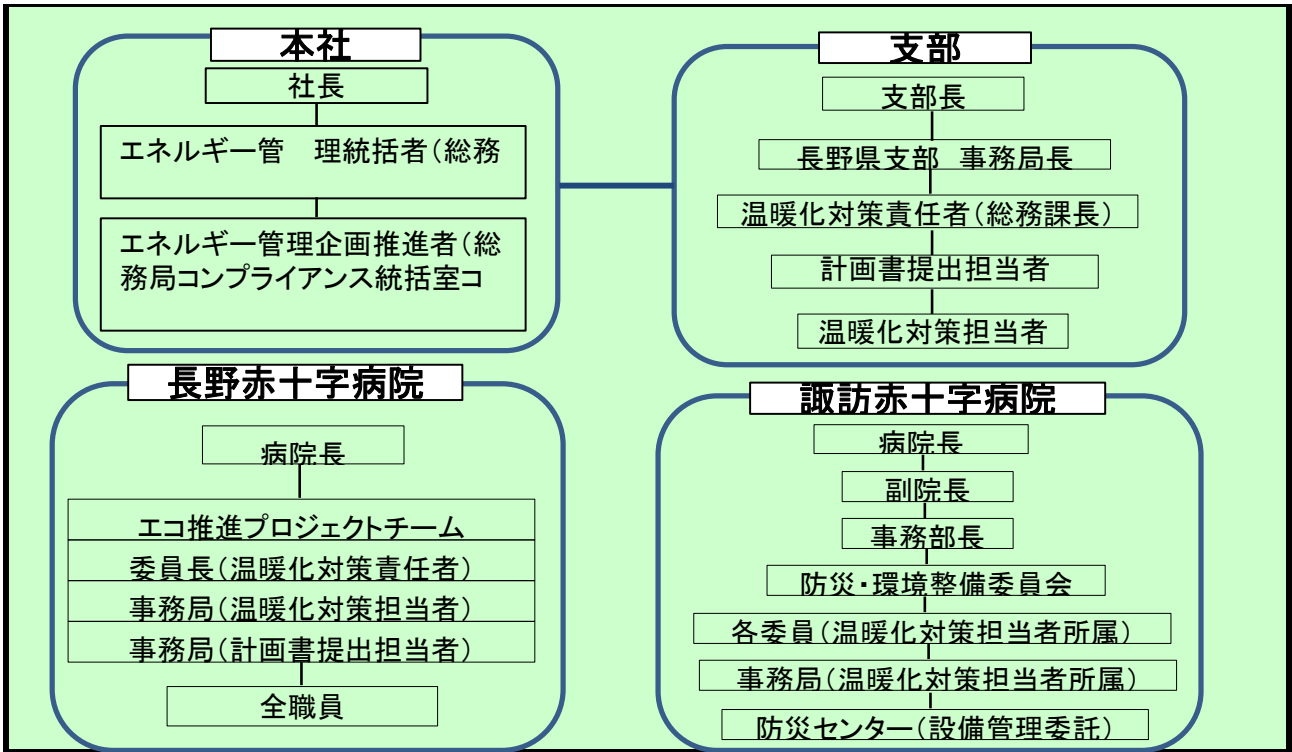 本社
社長
エネルギー管　理統括者(総務
エネルギー管理企画推進者(総
務局コンプライアンス統括室コ
支部
支部長
長野県支部　事務局長
温暖化対策責任者(総務課長)
計画書提出担当者
温暖化対策担当者
長野赤十字病院
病院長
エコ推進プロジェクトチーム
委員長(温暖化対策責任者)
事務局(温暖化対策担当者)
事務局(計画書提出担当者)
全職員
諏訪赤十字病院
病院長
副院長
事務部長
防災・環境整備委員会
各委員(温暖化対策担当者所属)
事務局(温暖化対策担当者所属)
防災センター(設備管理委託)